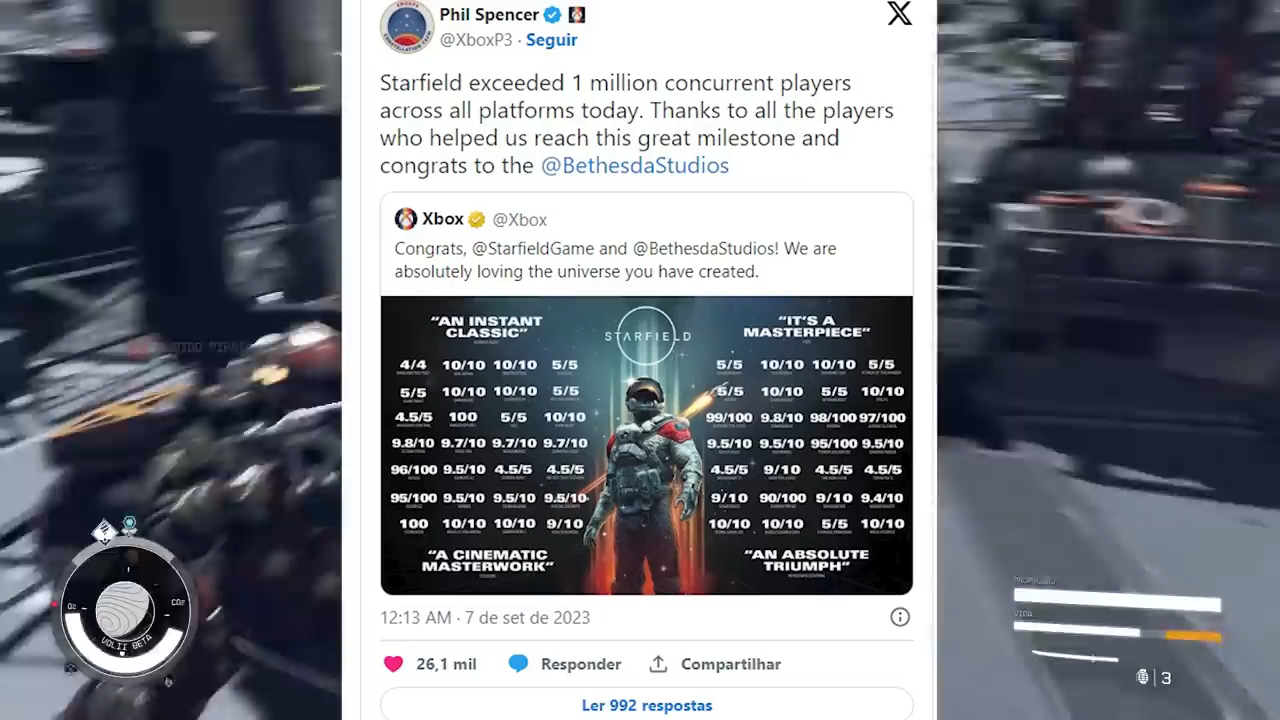 Phil Spencer
@XboxP3 · Seguir
Starfield exceeded 1 million concurrent players
across all platforms today. Thanks to all the players
who helped us reach this great milestone and
congrats to the @BethesdaStudios
Xbox @Xbox
Congrats, @StarfieldGame and @BethesdaStudios! We are
absolutely loving the universe you have created.
"AN INSTANT
CLASSIC"
STARFIELD
"IT'S A
MASTERPIECE"
4/4 10/10 10/10 5/5
5/5 10/10 10/10 5/5
5/5 10/10 10/10 5/5
5/5 10/10 5/5 10/10
4.5/5 100 5/5 10/10
99/100 9.8/10 98/100 97/100
9.8/10 9.7/10 9.7/10 9.7/10
9.5/10 9.5/10 95/100 9.5/10
96/100 9.5/10 4.5/5 4.5/5
4.5/5 9/10 4.5/5 4.5/5
95/100 9.5/10 9.5/10 9.5/10
9/10 90/100 9/10 9.4/10
100 10/10 10/10 9/10
10/10 10/10 5/5 10/10
"A CINEMATIC
MASTERWORK"
"AN ABSOLUTE
TRIUMPH"
12:13 AM · 7 de set de 2023
26,1 mil Responder Compartilhar
Ler 992 respostas
O2 CO2
VOLII BETA
VIDA
3